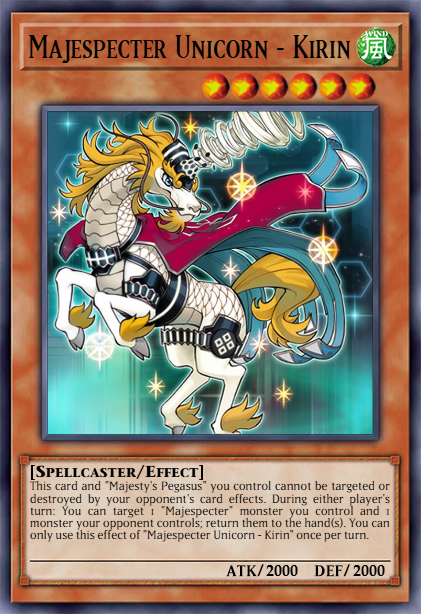 Majespecter Unicorn - Kirin
WIND
風
[Spellcaster/Effect]
This card and "Majesty's Pegasus" you control cannot be targeted or
destroyed by your opponent's card effects. During either player's
turn: You can target 1 "Majespecter" monster you control and 1
monster your opponent controls; return them to the hand(s). You can
only use this effect of "Majespecter Unicorn - Kirin" once per turn.
ATK/2000 DEF/2000